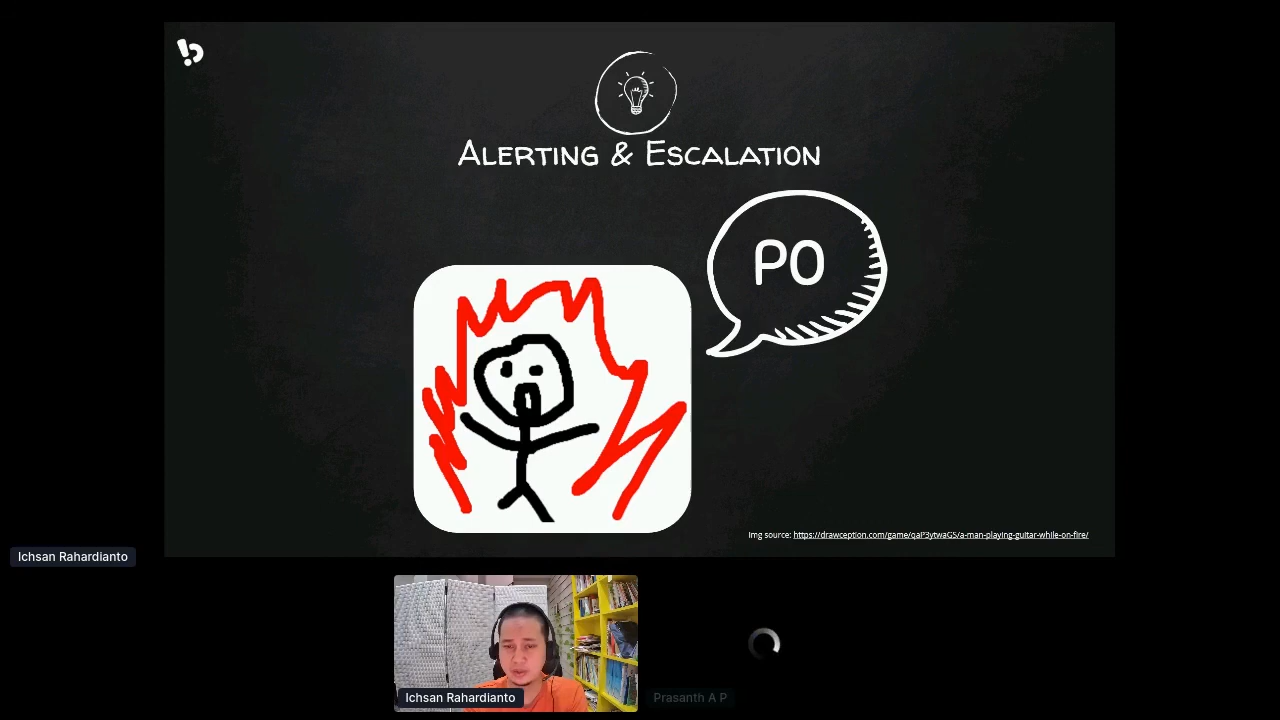 ALERTING & ESCALATION
P0
Img source: https://drawception.com/game/qaP3ytwaGS/a-man-playing-guitar-while-on-fire/
Ichsan Rahardianto
Ichsan Rahardianto
Prasanth A P